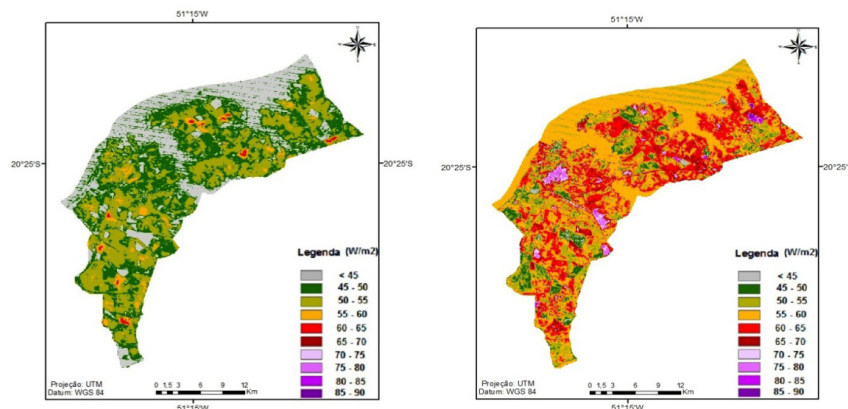 51°15'W
20°25'S
Legenda (W/m2)
< 45
45 - 50
50 - 55
55 - 60
60 - 65
65 - 70
70 - 75
75 - 80
80 - 85
85 - 90
Projeção: UTM
Datum: WGS 84
0 1,5 3 6 9 12
Km
51°15'W
51°15'W
20°25'S
20°25'S
Legenda (W/m2)
< 45
45 - 50
50 - 55
55 - 60
60 - 65
65 - 70
70 - 75
75 - 80
80 - 85
85 - 90
Projeção: UTM
Datum: WGS 84
0 1,5 3 6 9 12
Km
51°15'W